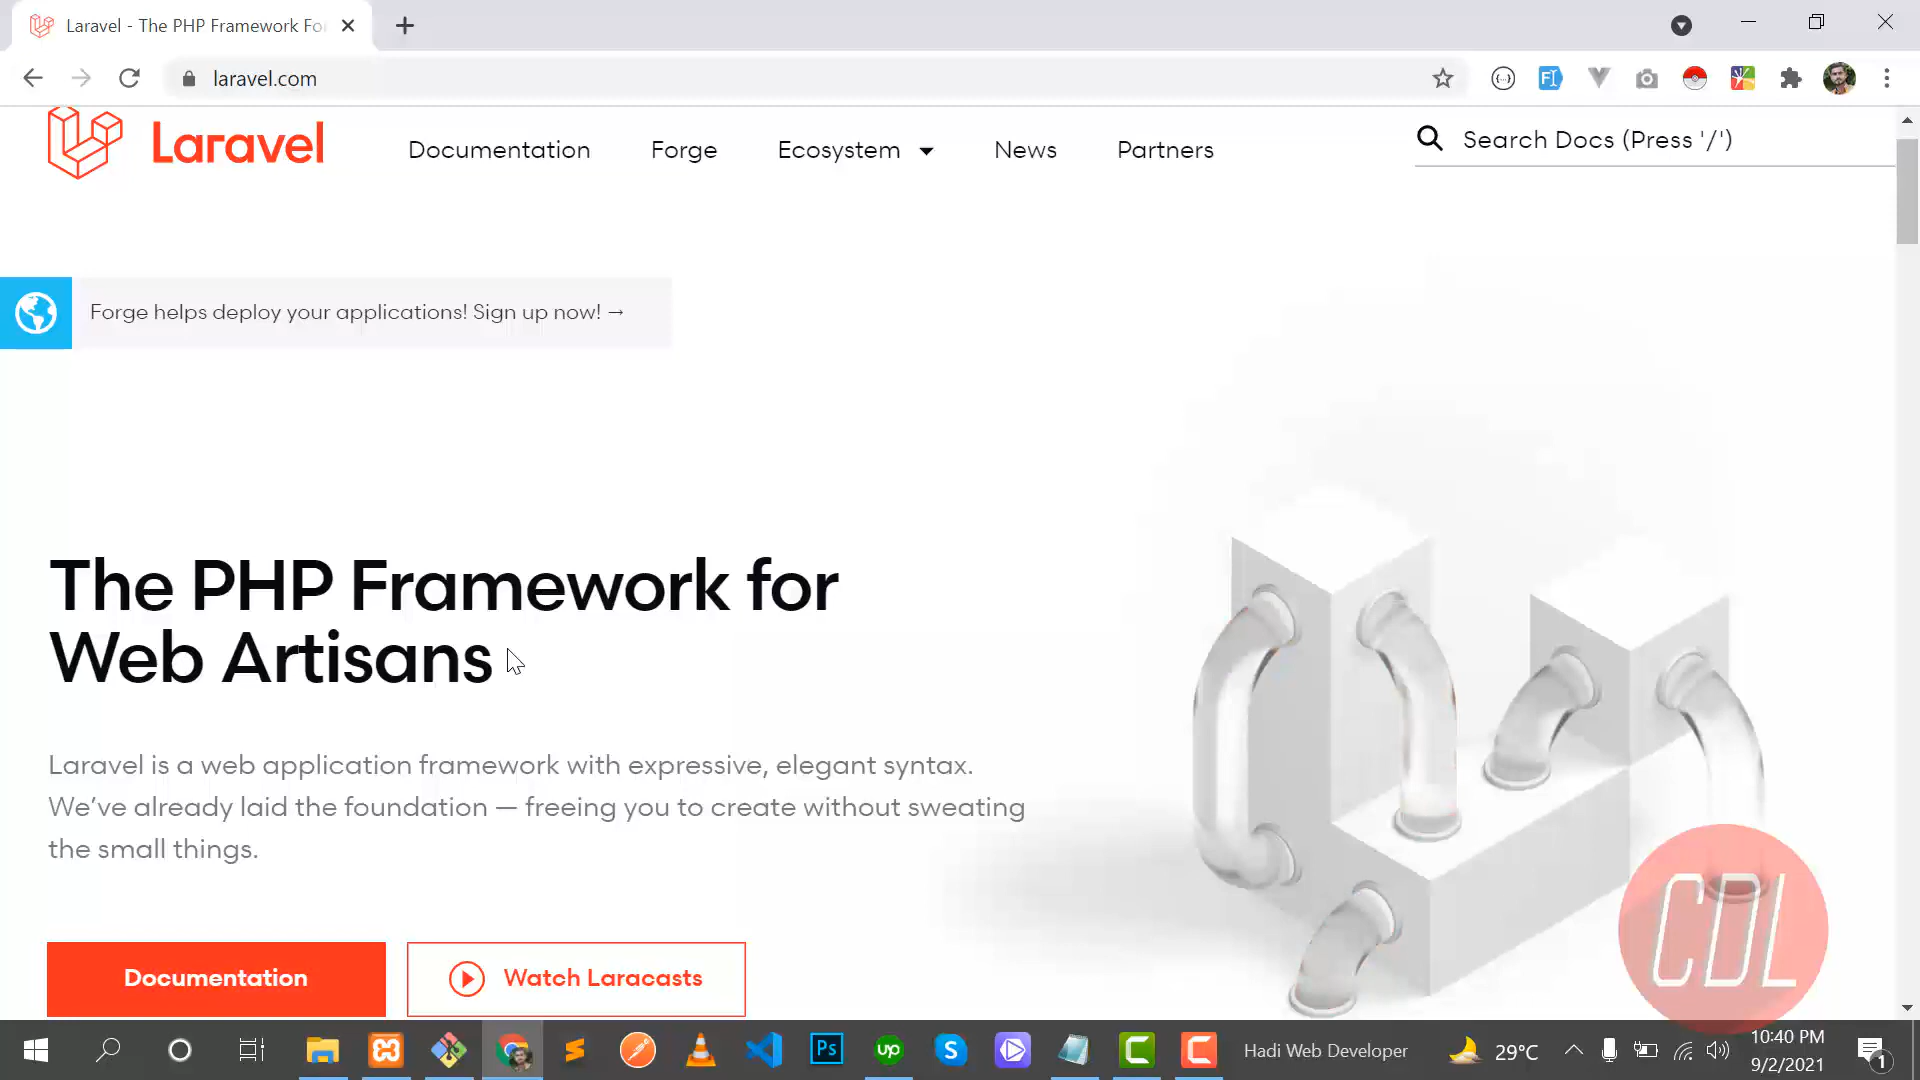 Laravel - The PHP Framework Fo
laravel.com
Laravel
Documentation
Forge
Ecosystem
News
Partners
Search Docs (Press '/')
Forge helps deploy your applications! Sign up now! →
The PHP Framework for
Web Artisans
Laravel is a web application framework with expressive, elegant syntax.
We’ve already laid the foundation — freeing you to create without sweating
the small things.
Documentation
Watch Laracasts
CDL
Ps
up
S
Hadi Web Developer
29°C
10:40 PM
9/2/2021
1